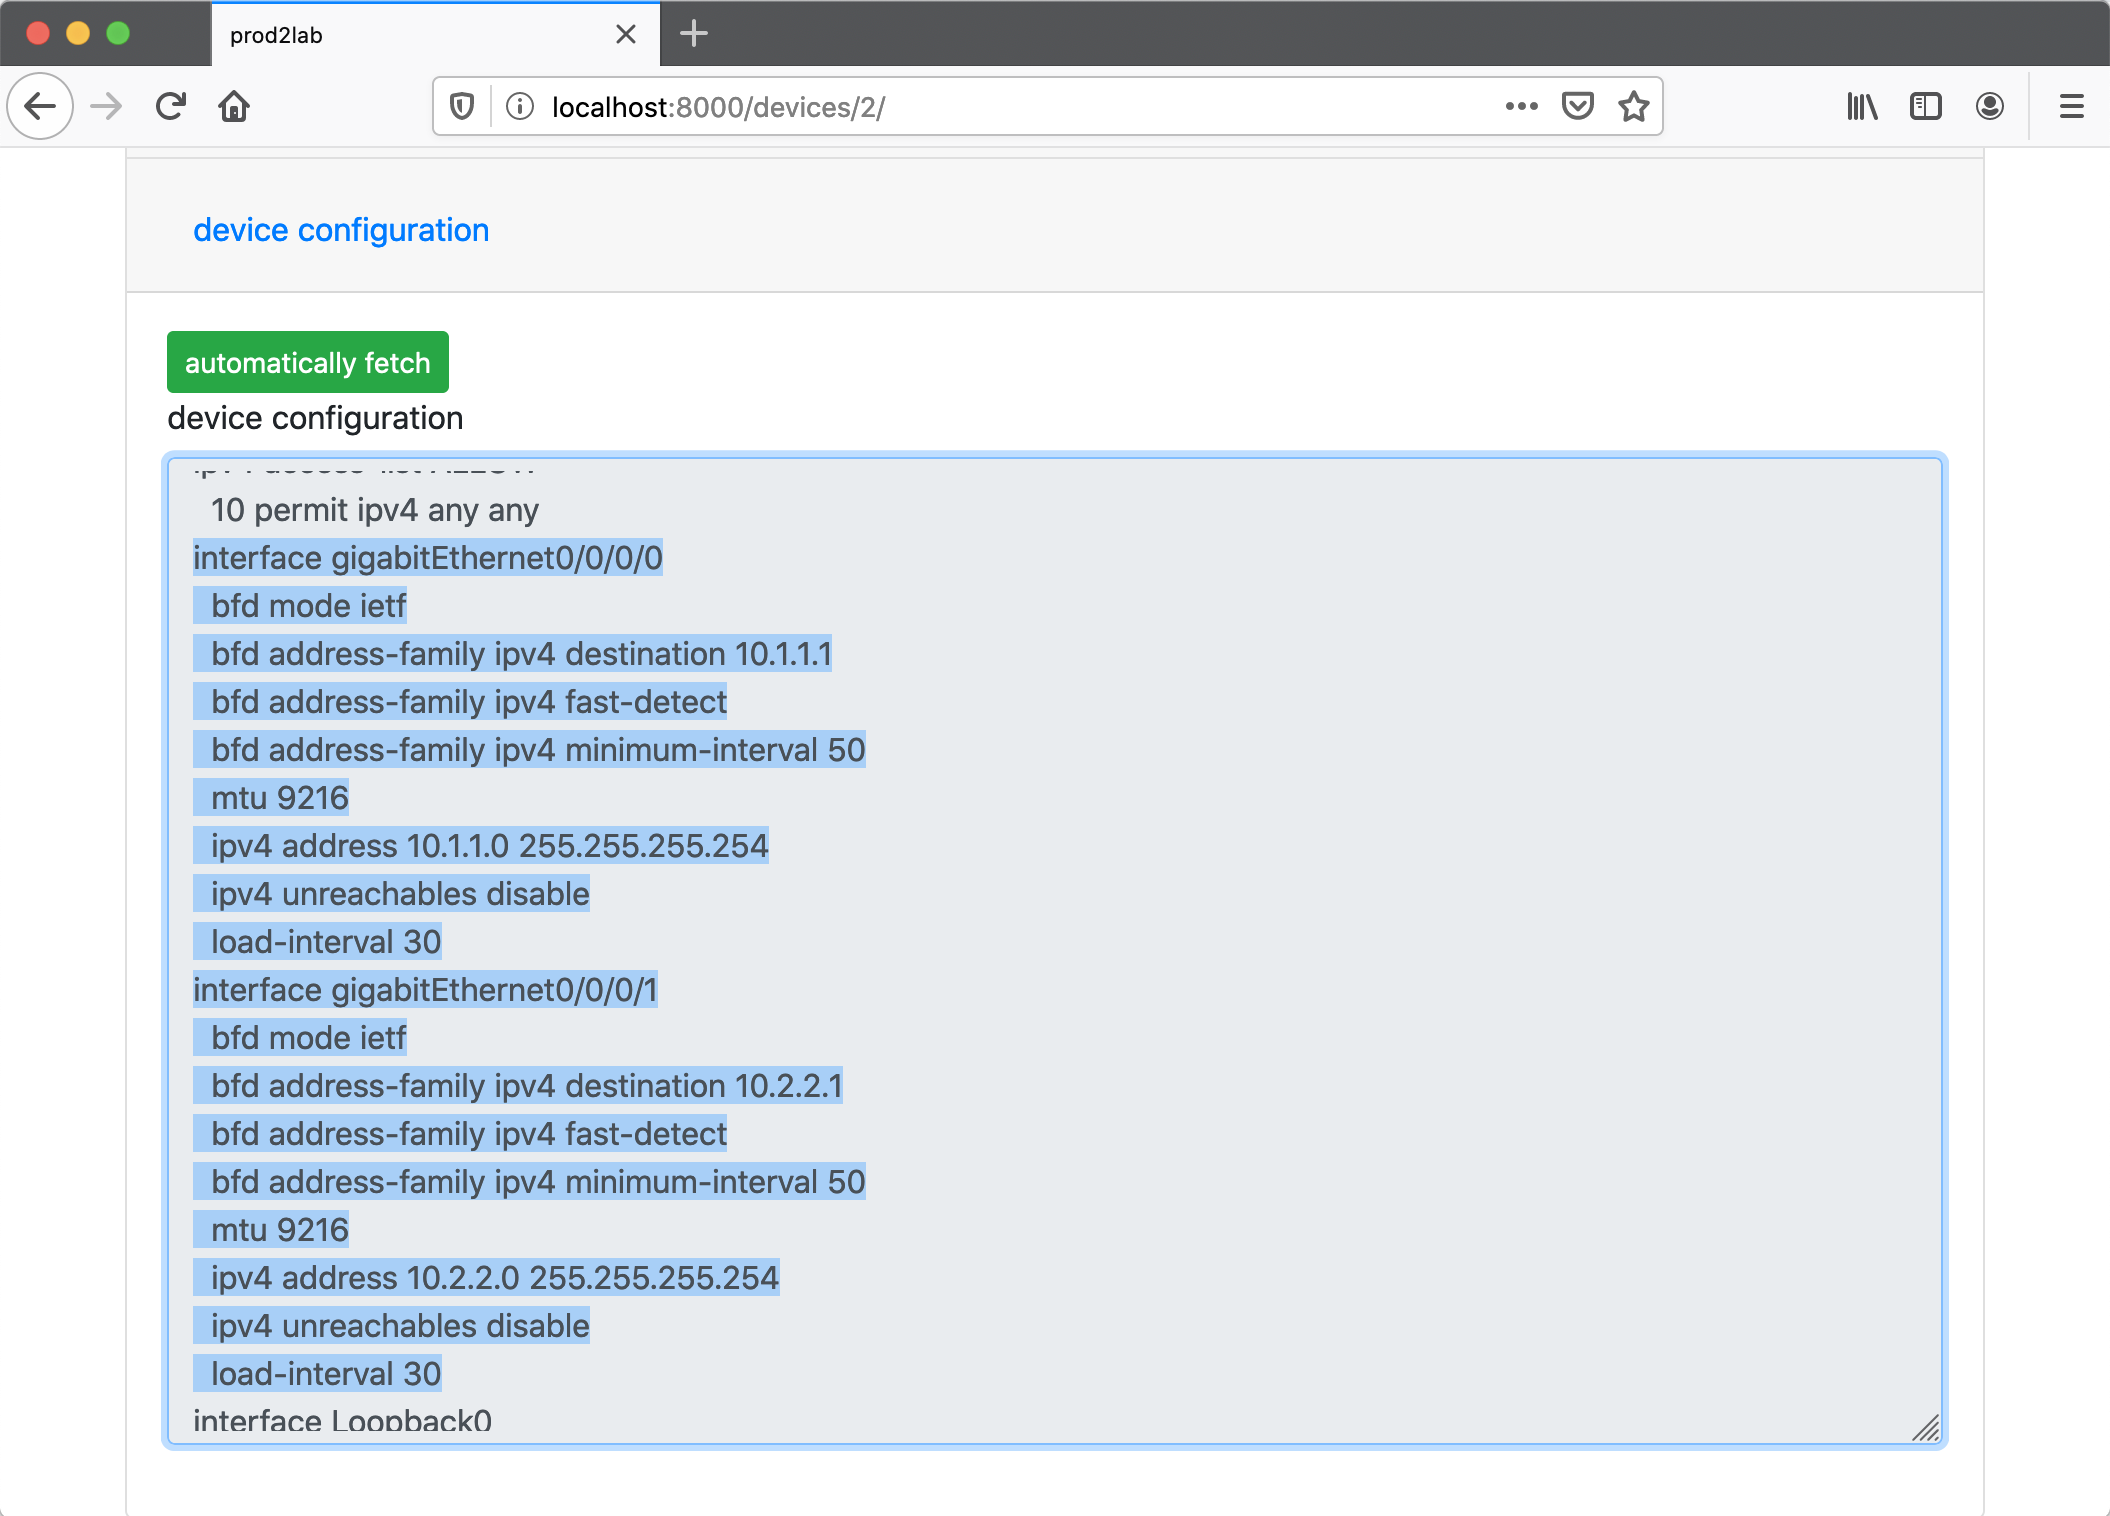 prod2lab
localhost:8000/devices/2/
device configuration
automatically fetch
device configuration
10 permit ipv4 any any
interface gigabitEthernet0/0/0/0
bfd mode ietf
bfd address-family ipv4 destination 10.1.1.1
bfd address-family ipv4 fast-detect
bfd address-family ipv4 minimum-interval 50
mtu 9216
ipv4 address 10.1.1.0 255.255.255.254
ipv4 unreachables disable
load-interval 30
interface gigabitEthernet0/0/0/1
bfd mode ietf
bfd address-family ipv4 destination 10.2.2.1
bfd address-family ipv4 fast-detect
bfd address-family ipv4 minimum-interval 50
mtu 9216
ipv4 address 10.2.2.0 255.255.255.254
ipv4 unreachables disable
load-interval 30
interface Loopback0